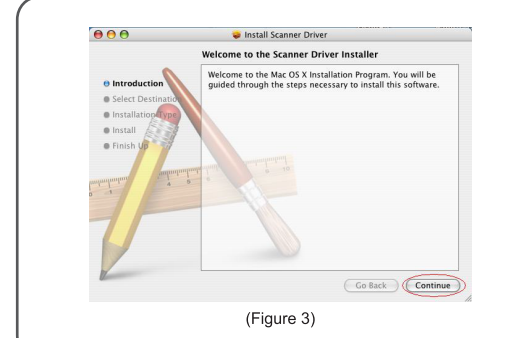 Install Scanner Driver
Welcome to the Scanner Driver Installer
Introduction
Select Destination
Installation Type
Install
Finish Up
Welcome to the Mac OS X Installation Program. You will be
guided through the steps necessary to install this software.
Go Back
Continue
(Figure 3)